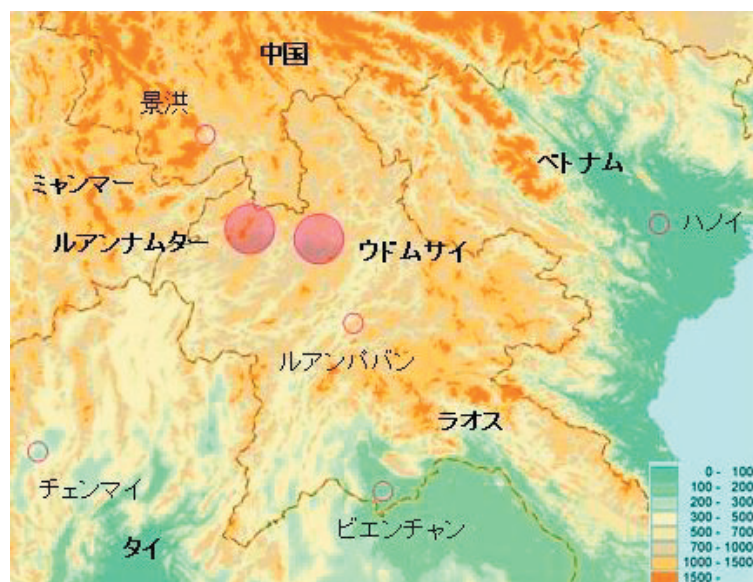 中国
景洪
ベトナム
ミャンマー
ハノイ
ルアンナムター
ウドムサイ
ルアンパバン
ラオス
チェンマイ
ビエンチャン
タイ
0 - 100
100 - 200
200 - 300
300 - 500
500 - 700
700 - 1000
1000 - 1500
1500 -